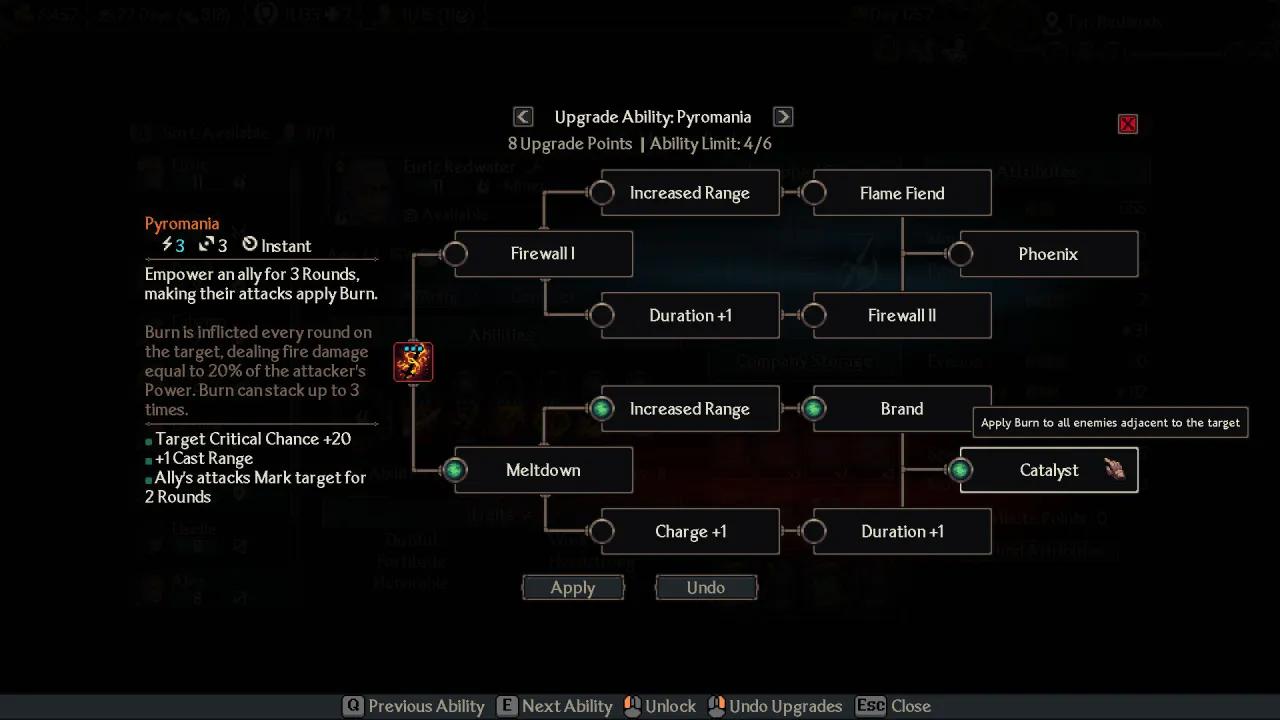 Upgrade Ability: Pyromania
8 Upgrade Points | Ability Limit: 4/6
Increased Range
Flame Fiend
Firewall I
Phoenix
Duration +1
Firewall II
Pyromania
3 3 Instant
Empower an ally for 3 Rounds,
making their attacks apply Burn.
Burn is inflicted every round on
the target, dealing fire damage
equal to 20% of the attacker's
Power. Burn can stack up to 3
times.
Target Critical Chance +20
+1 Cast Range
Ally's attacks Mark target for
2 Rounds
Increased Range
Brand
Apply Burn to all enemies adjacent to the target
Meltdown
Catalyst
Charge +1
Duration +1
Apply
Undo
Q Previous Ability E Next Ability Unlock Undo Upgrades Esc Close